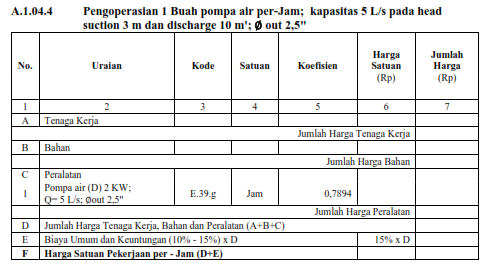 A.1.04.4 Pengoperasian 1 Buah pompa air per-Jam; kapasitas 5 L/s pada head
suction 3 m dan discharge 10 m'; Ø out 2,5"
No. Uraian Kode Satuan Koefisien Harga Satuan (Rp) Jumlah Harga (Rp)
1 2 3 4 5 6 7
A Tenaga Kerja
Jumlah Harga Tenaga Kerja
B Bahan
Jumlah Harga Bahan
C Peralatan
1 Pompa air (D) 2 KW;
Q= 5 L/s; øout 2,5" E.39.g Jam 0,7894
Jumlah Harga Peralatan
D Jumlah Harga Tenaga Kerja, Bahan dan Peralatan (A+B+C)
E Biaya Umum dan Keuntungan (10% - 15%) x D 15% x D
F Harga Satuan Pekerjaan per - Jam (D+E)